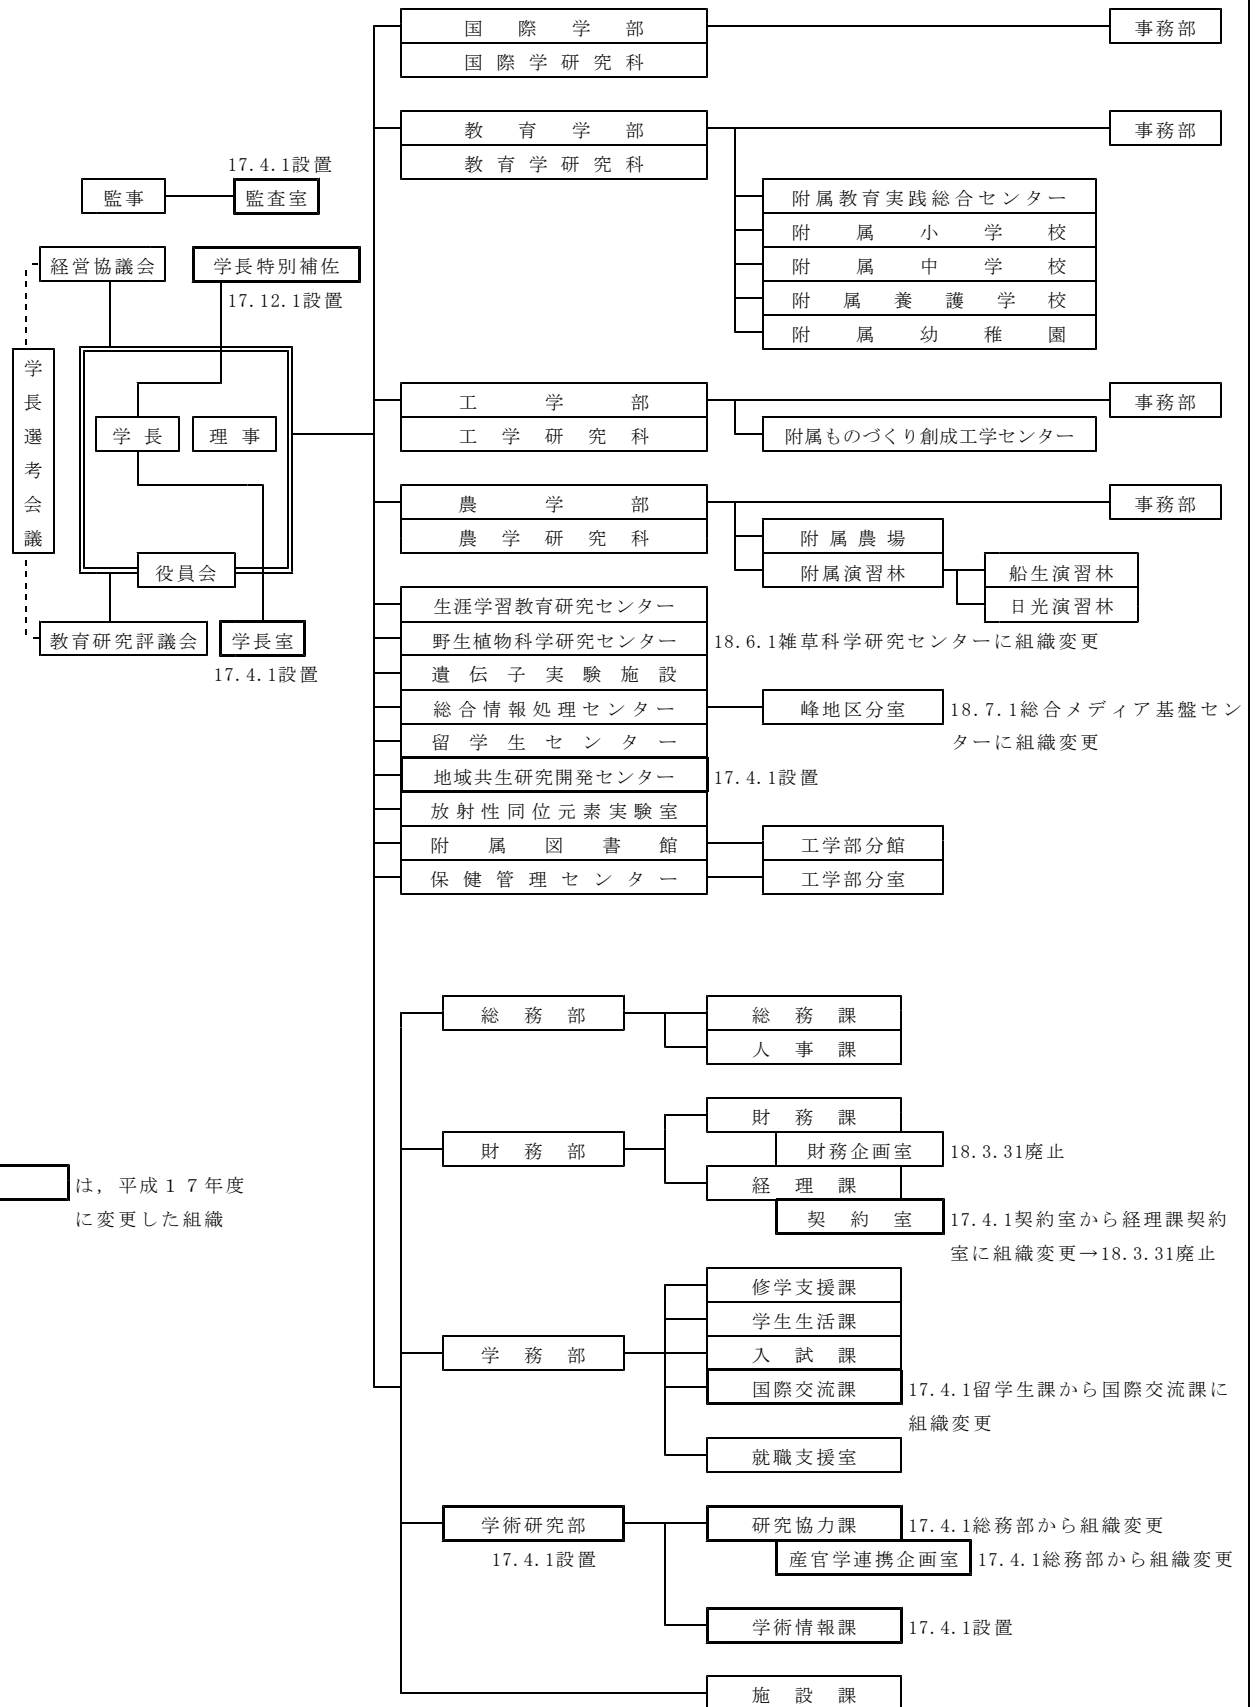 国際学部
事務部
国際学研究科
教育学部
事務部
教育学研究科
17.4.1設置
監事
監査室
附属教育実践総合センター
附属小学校
附属中学校
附属養護学校
附属幼稚園
経営協議会
学長特別補佐
17.12.1設置
学長選考会議
学長
理事
役員会
教育研究評議会
学長室
17.4.1設置
工学部
事務部
工学研究科
附属ものづくり創成工学センター
農学部
事務部
農学研究科
附属農場
附属演習林
船生演習林
日光演習林
生涯学習教育研究センター
野生植物科学研究センター
18.6.1雑草科学研究センターに組織変更
遺伝子実験施設
総合情報処理センター
峰地区分室
18.7.1総合メディア基盤セン
ターに組織変更
留学生センター
地域共生研究開発センター
17.4.1設置
放射性同位元素実験室
附属図書館
工学部分館
保健管理センター
工学部分室
総務部
総務課
人事課
財務部
財務課
財務企画室
18.3.31廃止
経理課
契約室
17.4.1契約室から経理課契約
室に組織変更→18.3.31廃止
は，平成１７年度
に変更した組織
学務部
修学支援課
学生生活課
入試課
国際交流課
17.4.1留学生課から国際交流課に
組織変更
就職支援室
学術研究部
17.4.1設置
研究協力課
17.4.1総務部から組織変更
産官学連携企画室
17.4.1総務部から組織変更
学術情報課
17.4.1設置
施設課